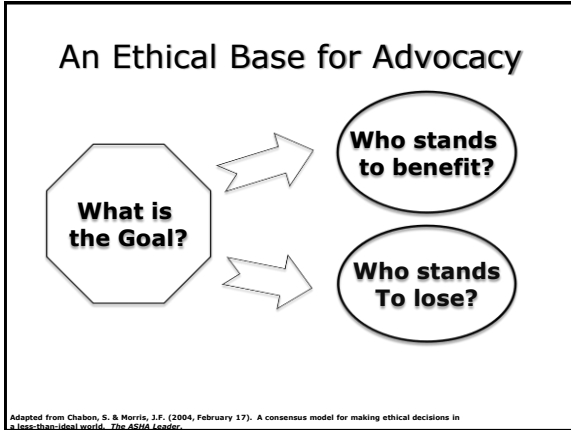 An Ethical Base for Advocacy
What is
the Goal?
Who stands
to benefit?
Who stands
To lose?
Adapted from Chabon, S. & Morris, J.F. (2004, February 17).  A consensus model for making ethical decisions in
a less-than-ideal world.  The ASHA Leader.